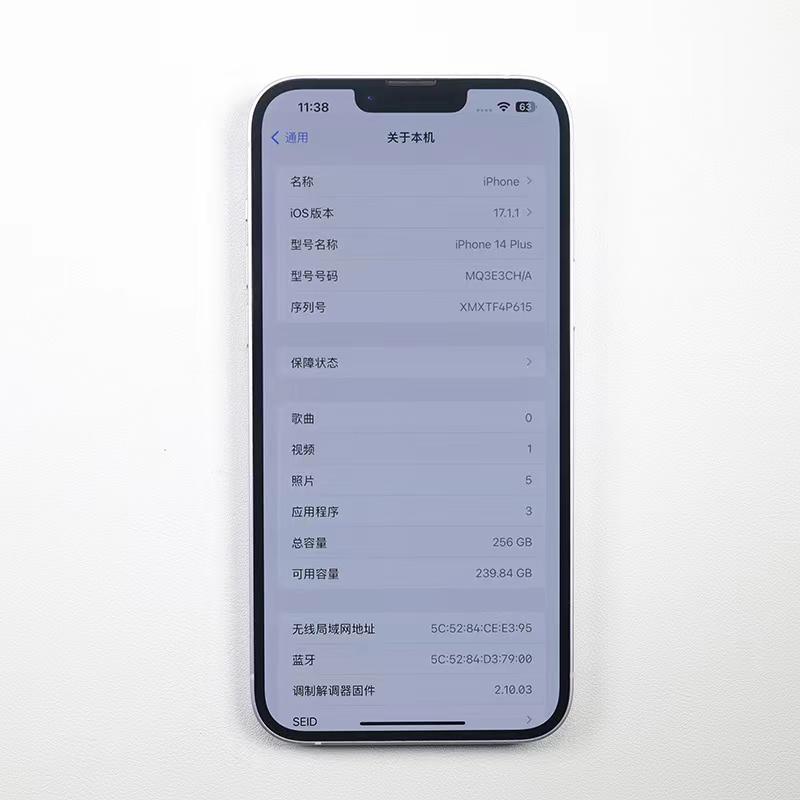 11:38
63
通用
关于本机
名称 iPhone
iOS版本 17.1.1
型号名称 iPhone 14 Plus
型号号码 MQ3E3CH/A
序列号 XMXTF4P615
保障状态
歌曲 0
视频 1
照片 5
应用程序 3
总容量 256 GB
可用容量 239.84 GB
无线局域网地址 5C:52:84:CE:E3:95
蓝牙 5C:52:84:D3:79:00
调制解调器固件 2.10.03
SEID